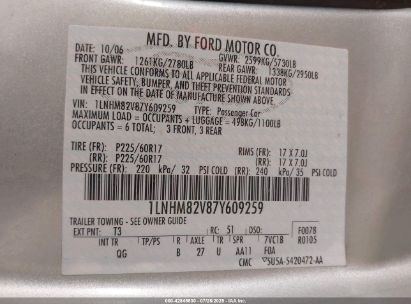 MFD. BY FORD MOTOR CO.
DATE: 10/06 GVWR: 2599KG/5730LB
FRONT GAWR: 1261KG/2780LB REAR GAWR: 1338KG/2950LB
THIS VEHICLE CONFORMS TO ALL APPLICABLE FEDERAL MOTOR
VEHICLE SAFETY, BUMPER, AND THEFT PREVENTION STANDARDS
IN EFFECT ON THE DATE OF MANUFACTURE SHOWN ABOVE.
VIN: 1LNHM82V87Y609259 TYPE: Passenger Car
MAXIMUM LOAD = OCCUPANTS + LUGGAGE = 498KG/1100LB
OCCUPANTS = 6 TOTAL; 3 FRONT, 3 REAR
TIRE (FR): P225/60R17 RIMS (FR): 17 X 7.0J
(RR): P225/60R17 (RR): 17 X 7.0J
PRESSURE (FR): 220 kPa/ 32 PSI COLD (RR): 240 kPa/ 35 PSI COLD
1LNHM82V87Y609259
TRAILER TOWING - SEE OWNER GUIDE
EXT PNT: T3 RC: 51 DSO: F0078
INT TR TP/PS R AXLE TR SPR 7VC18 R0105
QG B 27 U AA11 FOA
CMC 5U5A-5420472-AA